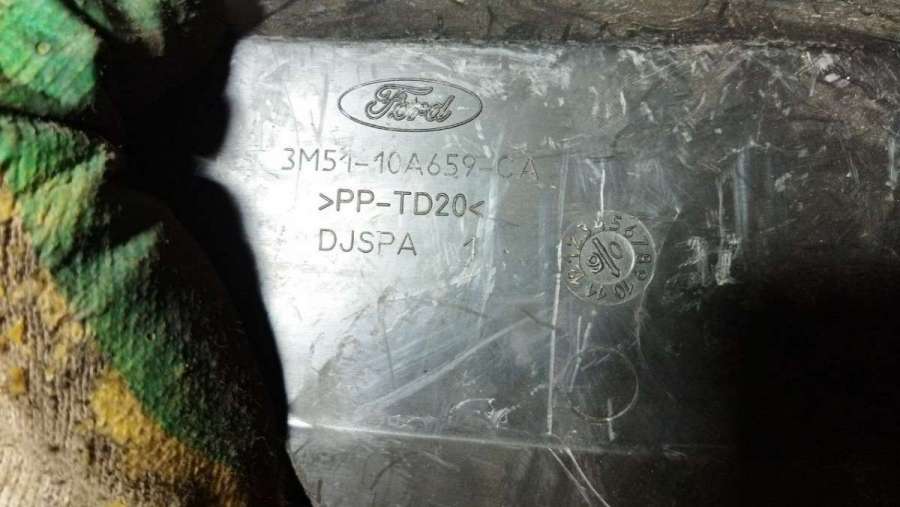 Ford
3M51-10A659-CA
>PP-TD20<
DJSPA 1